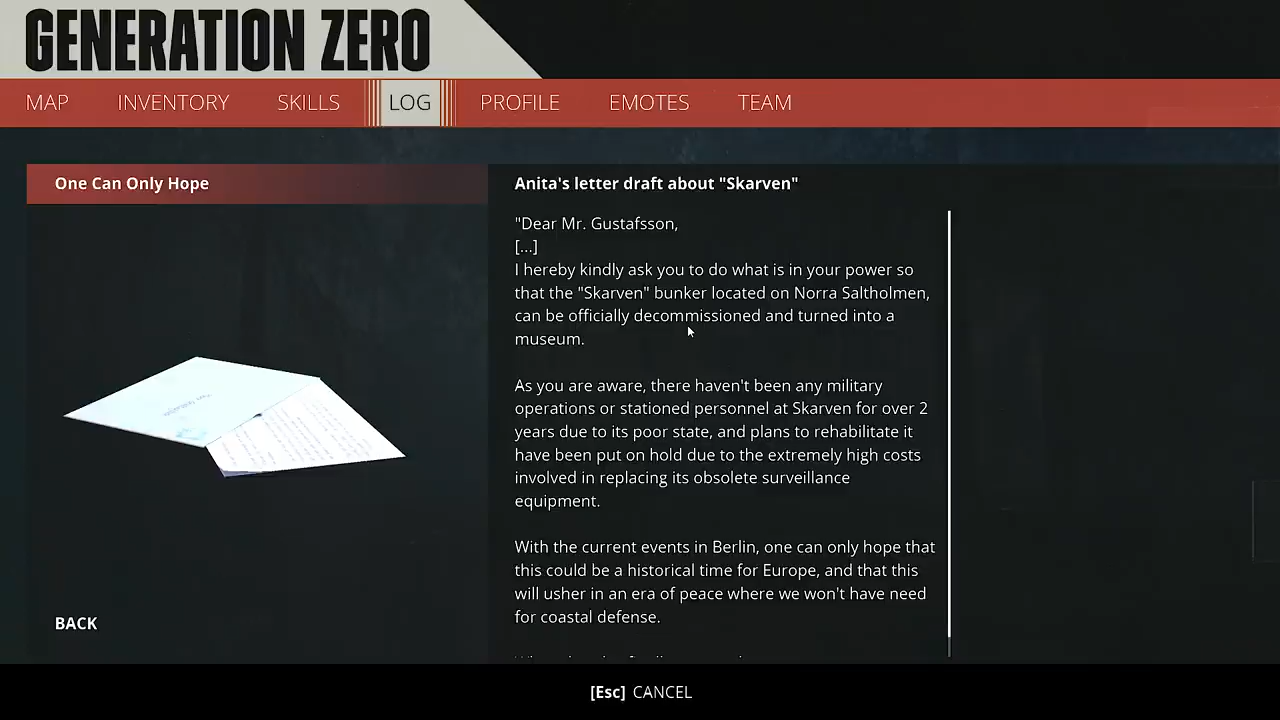 GENERATION ZERO
MAP INVENTORY SKILLS LOG PROFILE EMOTES TEAM
One Can Only Hope
Anita's letter draft about "Skarven"
"Dear Mr. Gustafsson,
[...]
I hereby kindly ask you to do what is in your power so
that the "Skarven" bunker located on Norra Saltholmen,
can be officially decommissioned and turned into a
museum.
As you are aware, there haven't been any military
operations or stationed personnel at Skarven for over 2
years due to its poor state, and plans to rehabilitate it
have been put on hold due to the extremely high costs
involved in replacing its obsolete surveillance
equipment.
With the current events in Berlin, one can only hope that
this could be a historical time for Europe, and that this
will usher in an era of peace where we won't have need
for coastal defense.
BACK
[Esc] CANCEL